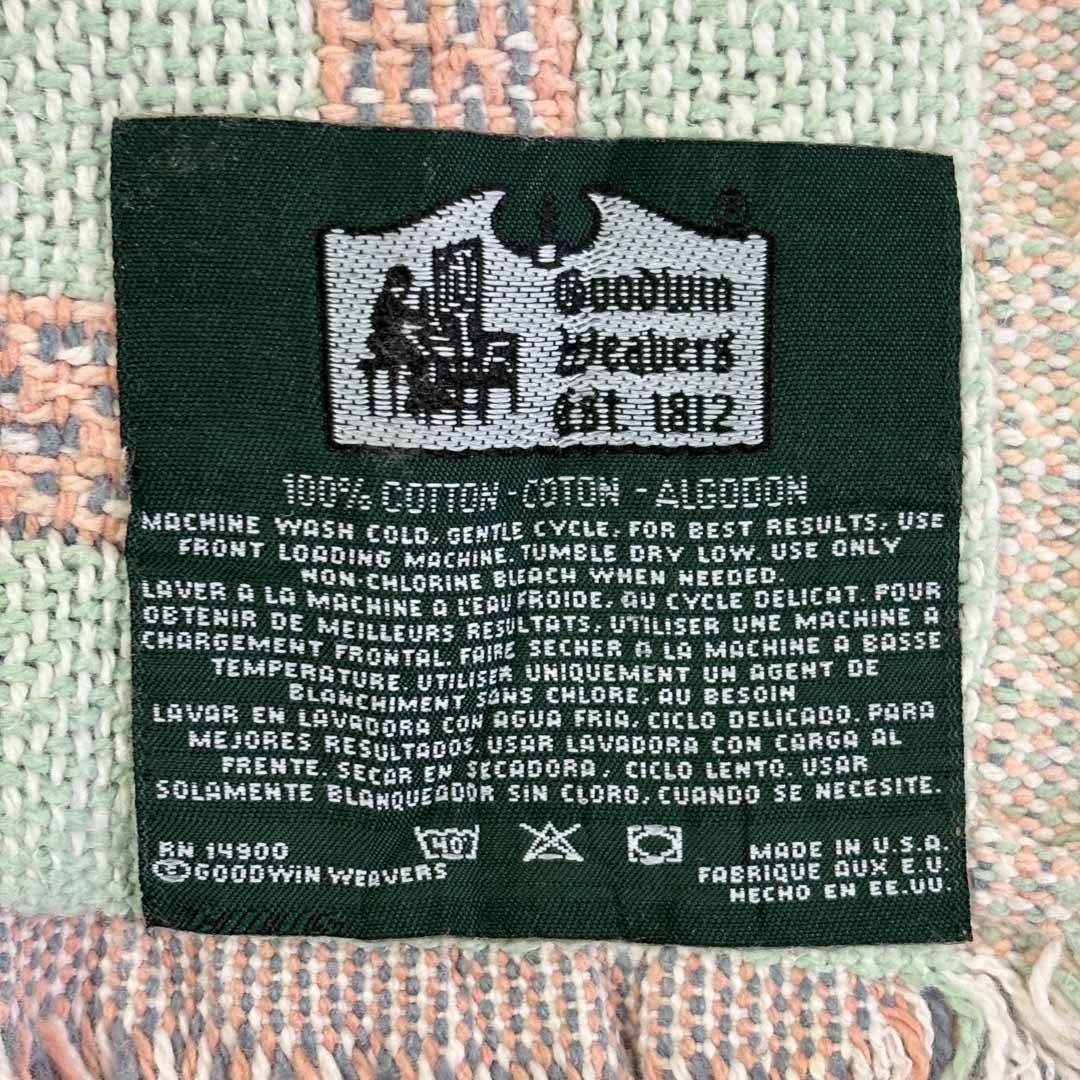 ®
Goodwin
Weavers
Est. 1812
100% COTTON - COTON - ALGODON
MACHINE WASH COLD, GENTLE CYCLE, FOR BEST RESULTS, USE
FRONT LOADING MACHINE. TUMBLE DRY LOW. USE ONLY
NON-CHLORINE BLEACH WHEN NEEDED.
LAVER A LA MACHINE A L'EAU FROIDE, AU CYCLE DELICAT. POUR
OBTENIR DE MEILLEURS RESULTATS, UTILISER UNE MACHINE A
CHARGEMENT FRONTAL. FAIRE SECHER A LA MACHINE A BASSE
TEMPERATURE. UTILISER UNIQUEMENT UN AGENT DE
BLANCHIMENT SANS CHLORE, AU BESOIN
LAVAR EN LAVADORA CON AGUA FRIA, CICLO DELICADO. PARA
MEJORES RESULTADOS, USAR LAVADORA CON CARGA AL
FRENTE. SECAR EN SECADORA, CICLO LENTO. USAR
SOLAMENTE BLANQUEADOR SIN CLORO, CUANDO SE NECESITE.
40°
RN 14900
©GOODWIN WEAVERS
MADE IN U.S.A.
FABRIQUE AUX E.U.
HECHO EN EE.UU.